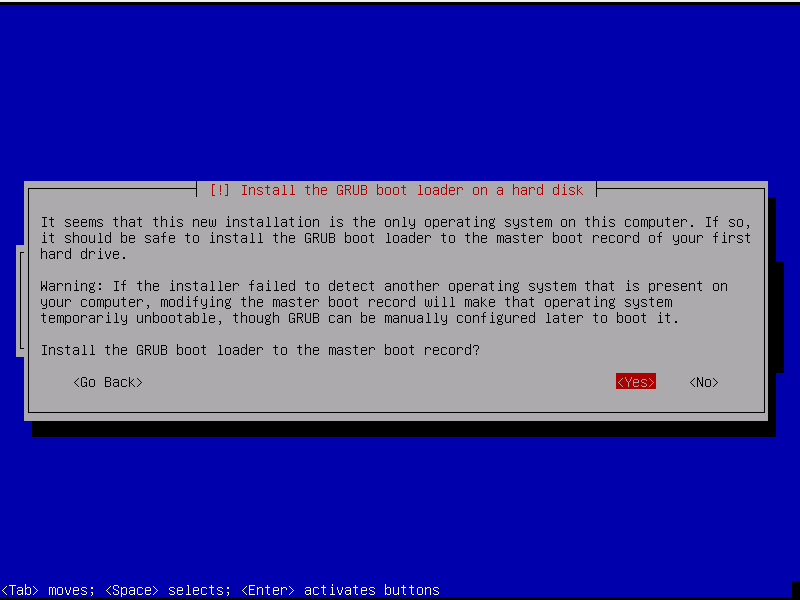 [!] Install the GRUB boot loader on a hard disk
It seems that this new installation is the only operating system on this computer. If so,
it should be safe to install the GRUB boot loader to the master boot record of your first
hard drive.
Warning: If the installer failed to detect another operating system that is present on
your computer, modifying the master boot record will make that operating system
temporarily unbootable, though GRUB can be manually configured later to boot it.
Install the GRUB boot loader to the master boot record?
<Go Back> <Yes> <No>
<Tab> moves; <Space> selects; <Enter> activates buttons